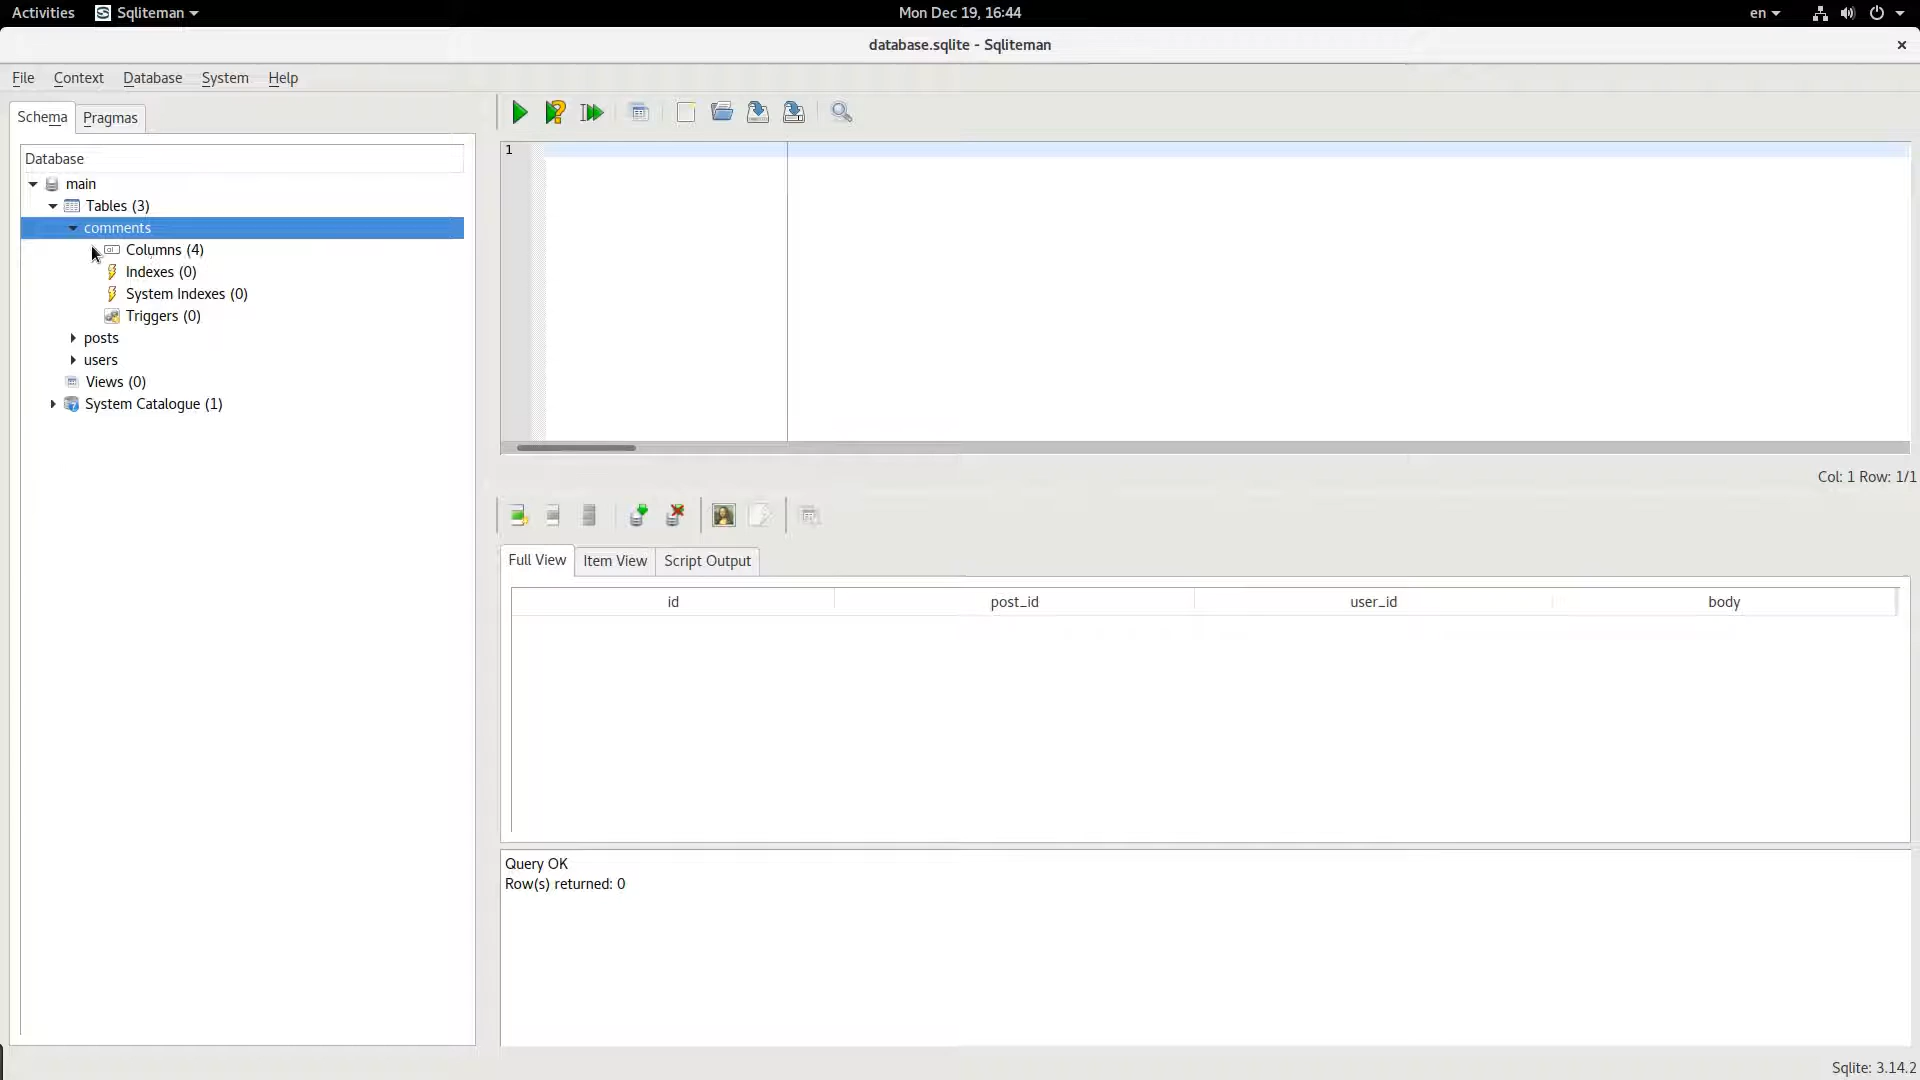 Activities Sqliteman Mon Dec 19, 16:44 en
database.sqlite - Sqliteman ×
File Context Database System Help
Schema Pragmas
Database
main
Tables (3)
comments
Columns (4)
Indexes (0)
System Indexes (0)
Triggers (0)
posts
users
Views (0)
System Catalogue (1)
1
Col: 1 Row: 1/1
Full View Item View Script Output
id post_id user_id body
Query OK
Row(s) returned: 0
Sqlite: 3.14.2